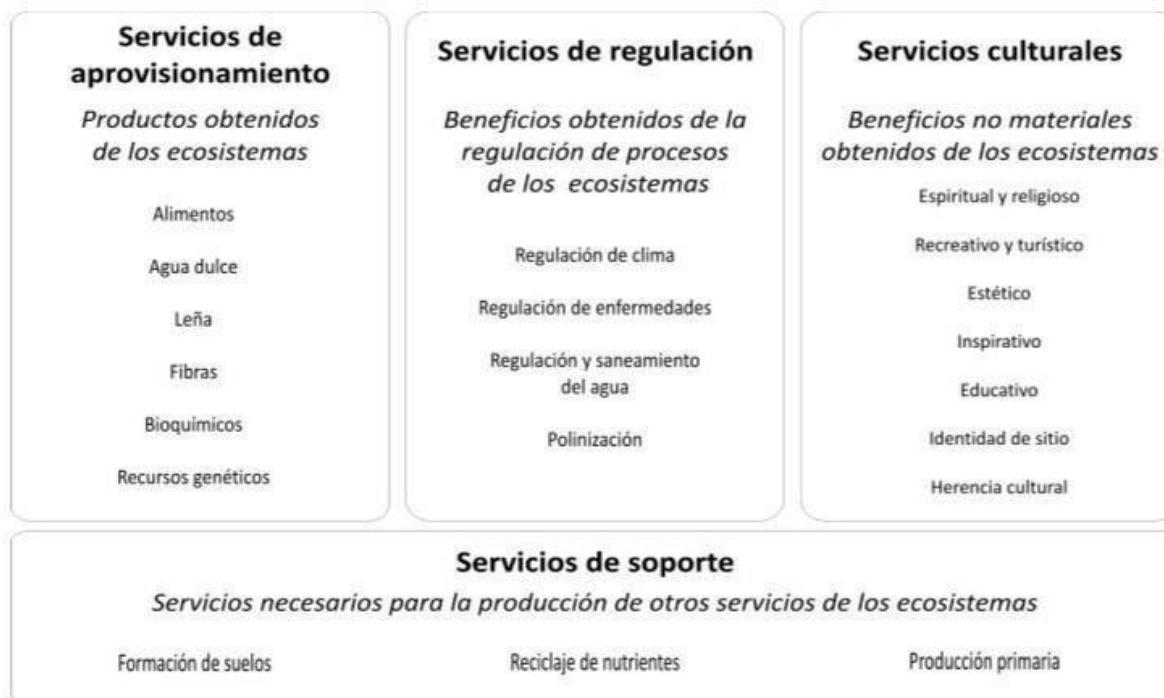 Servicios de
aprovisionamiento
Productos obtenidos
de los ecosistemas
Alimentos
Agua dulce
Leña
Fibras
Bioquímicos
Recursos genéticos
Servicios de regulación
Beneficios obtenidos de la
regulación de procesos
de los ecosistemas
Regulación de clima
Regulación de enfermedades
Regulación y saneamiento
del agua
Polinización
Servicios culturales
Beneficios no materiales
obtenidos de los ecosistemas
Espiritual y religioso
Recreativo y turístico
Estético
Inspirativo
Educativo
Identidad de sitio
Herencia cultural
Servicios de soporte
Servicios necesarios para la producción de otros servicios de los ecosistemas
Formación de suelos
Reciclaje de nutrientes
Producción primaria